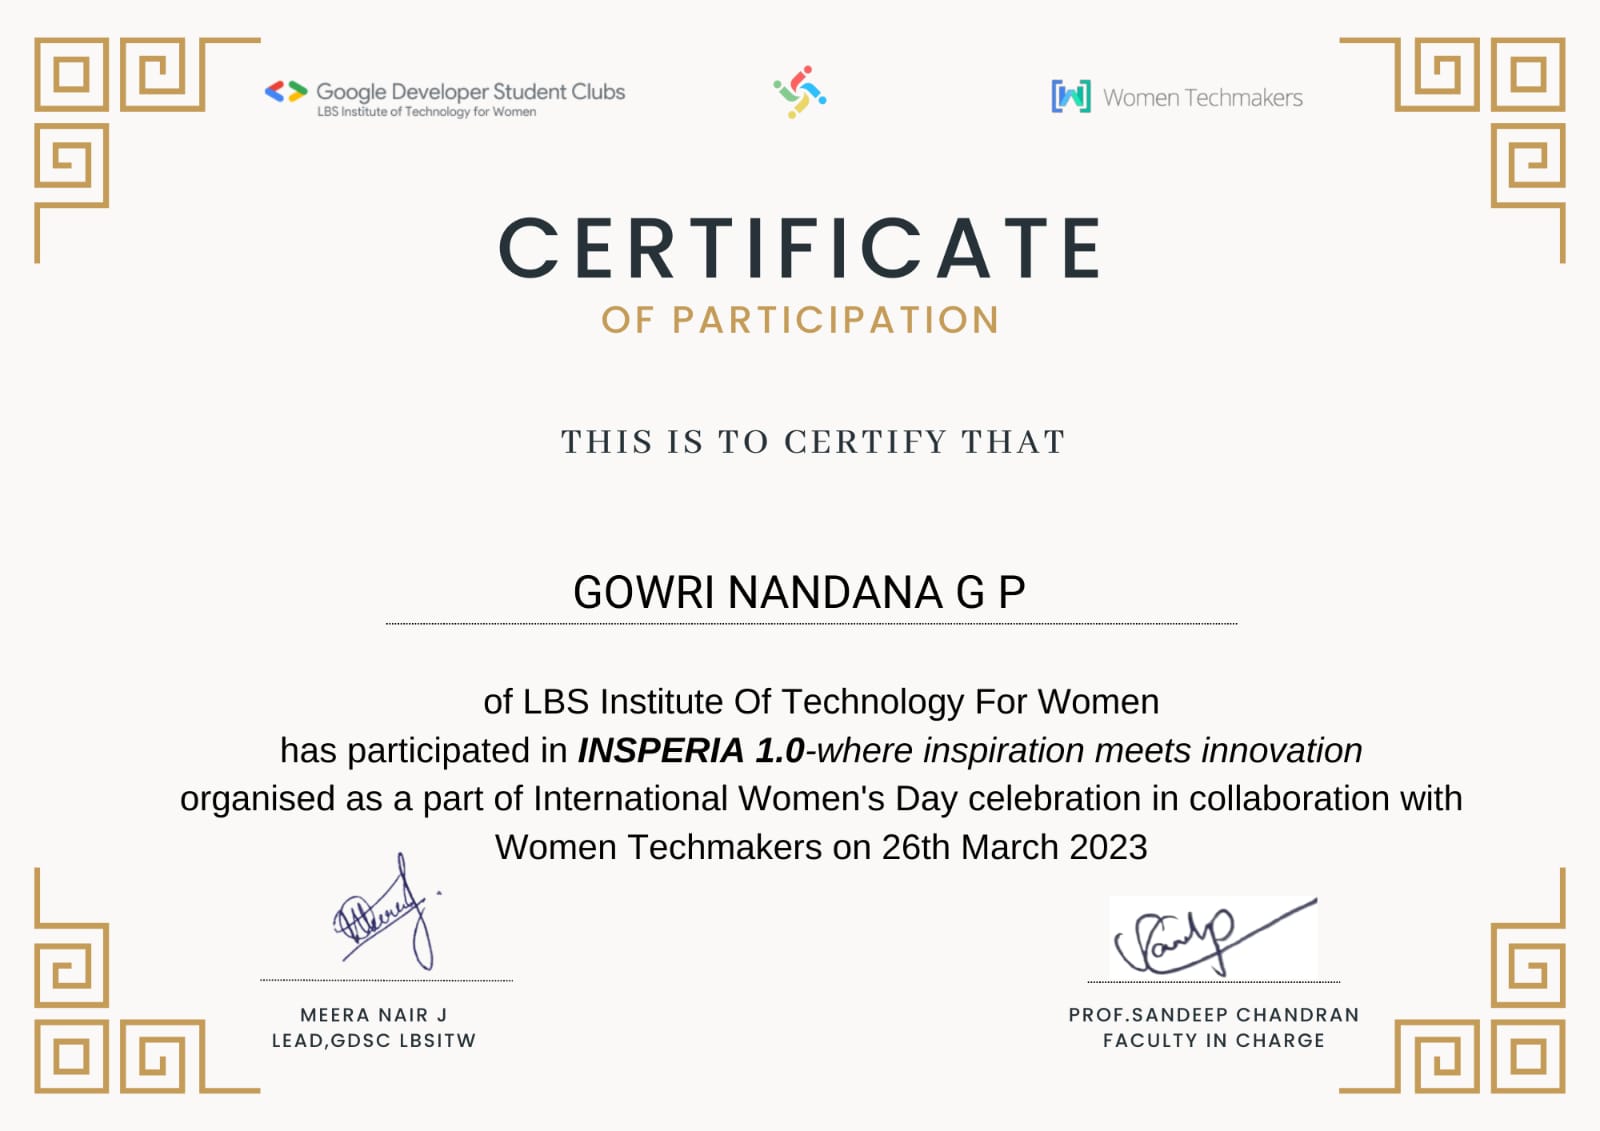 Google Developer Student Clubs
LBS Institute of Technology for Women
Women Techmakers
CERTIFICATE
OF PARTICIPATION
THIS IS TO CERTIFY THAT
GOWRI NANDANA G P
of LBS Institute Of Technology For Women
has participated in INSPERIA 1.0-where inspiration meets innovation
organised as a part of International Women's Day celebration in collaboration with
Women Techmakers on 26th March 2023
MEERA NAIR J
LEAD,GDSC LBSITW
PROF.SANDEEP CHANDRAN
FACULTY IN CHARGE